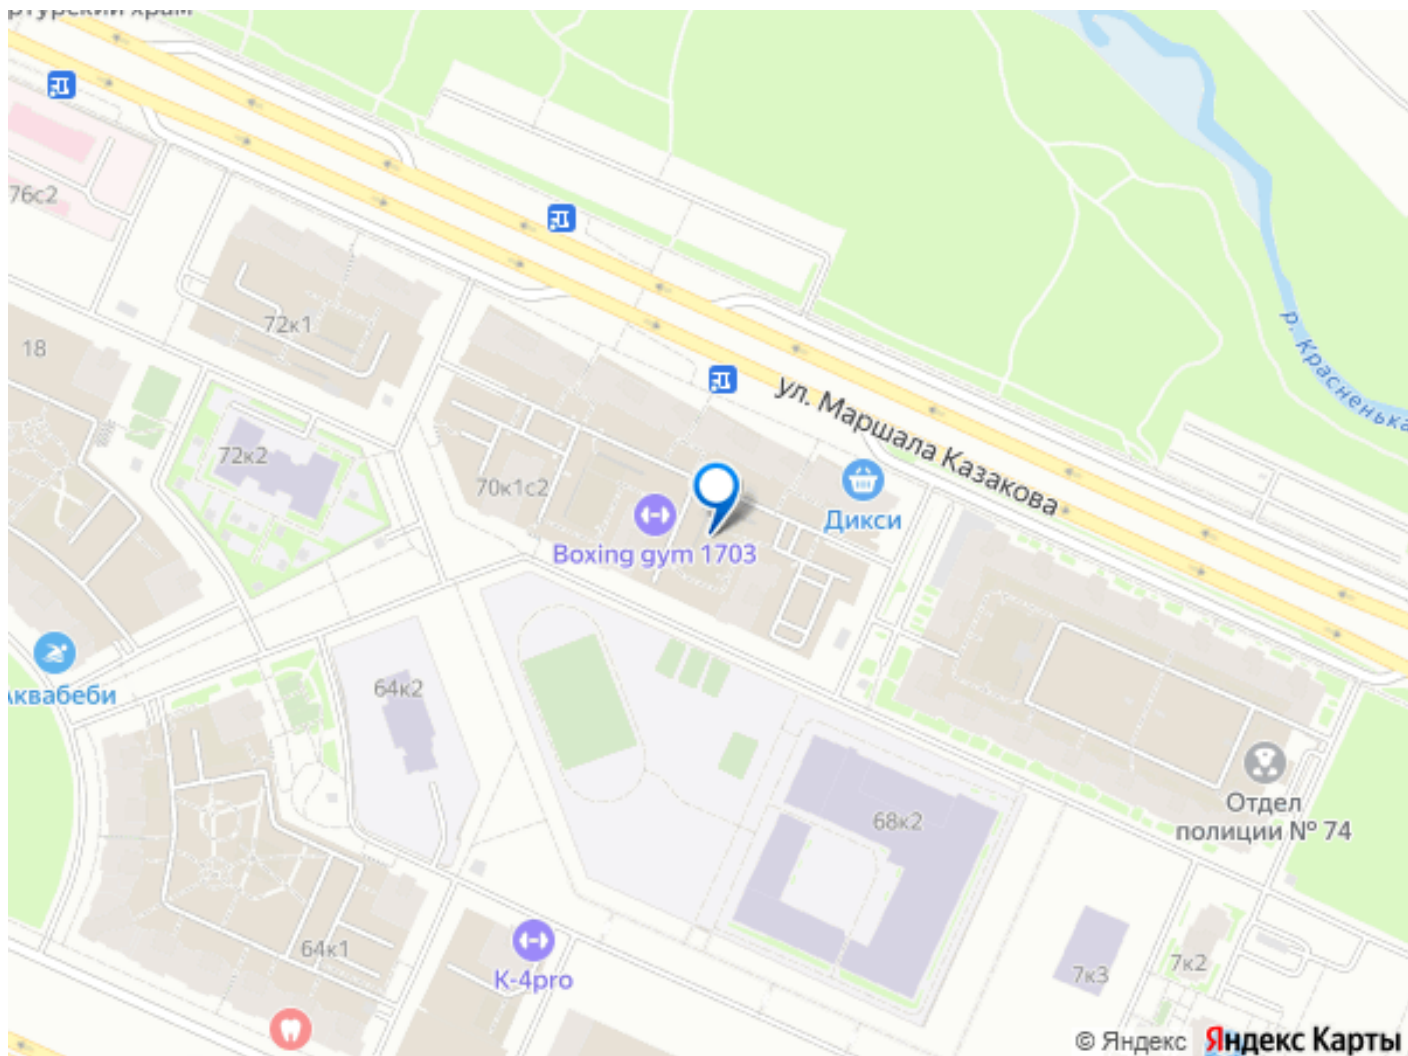 76с2
72к1
18
р. Красненька
ул. Маршала Казакова
72к2
70к1с2
Дикси
Boxing gym 1703
Аквабеби
64к2
Отдел
полиции № 74
68к2
64к1
К-4pro
7к3
7к2
© Яндекс Яндекс Карты